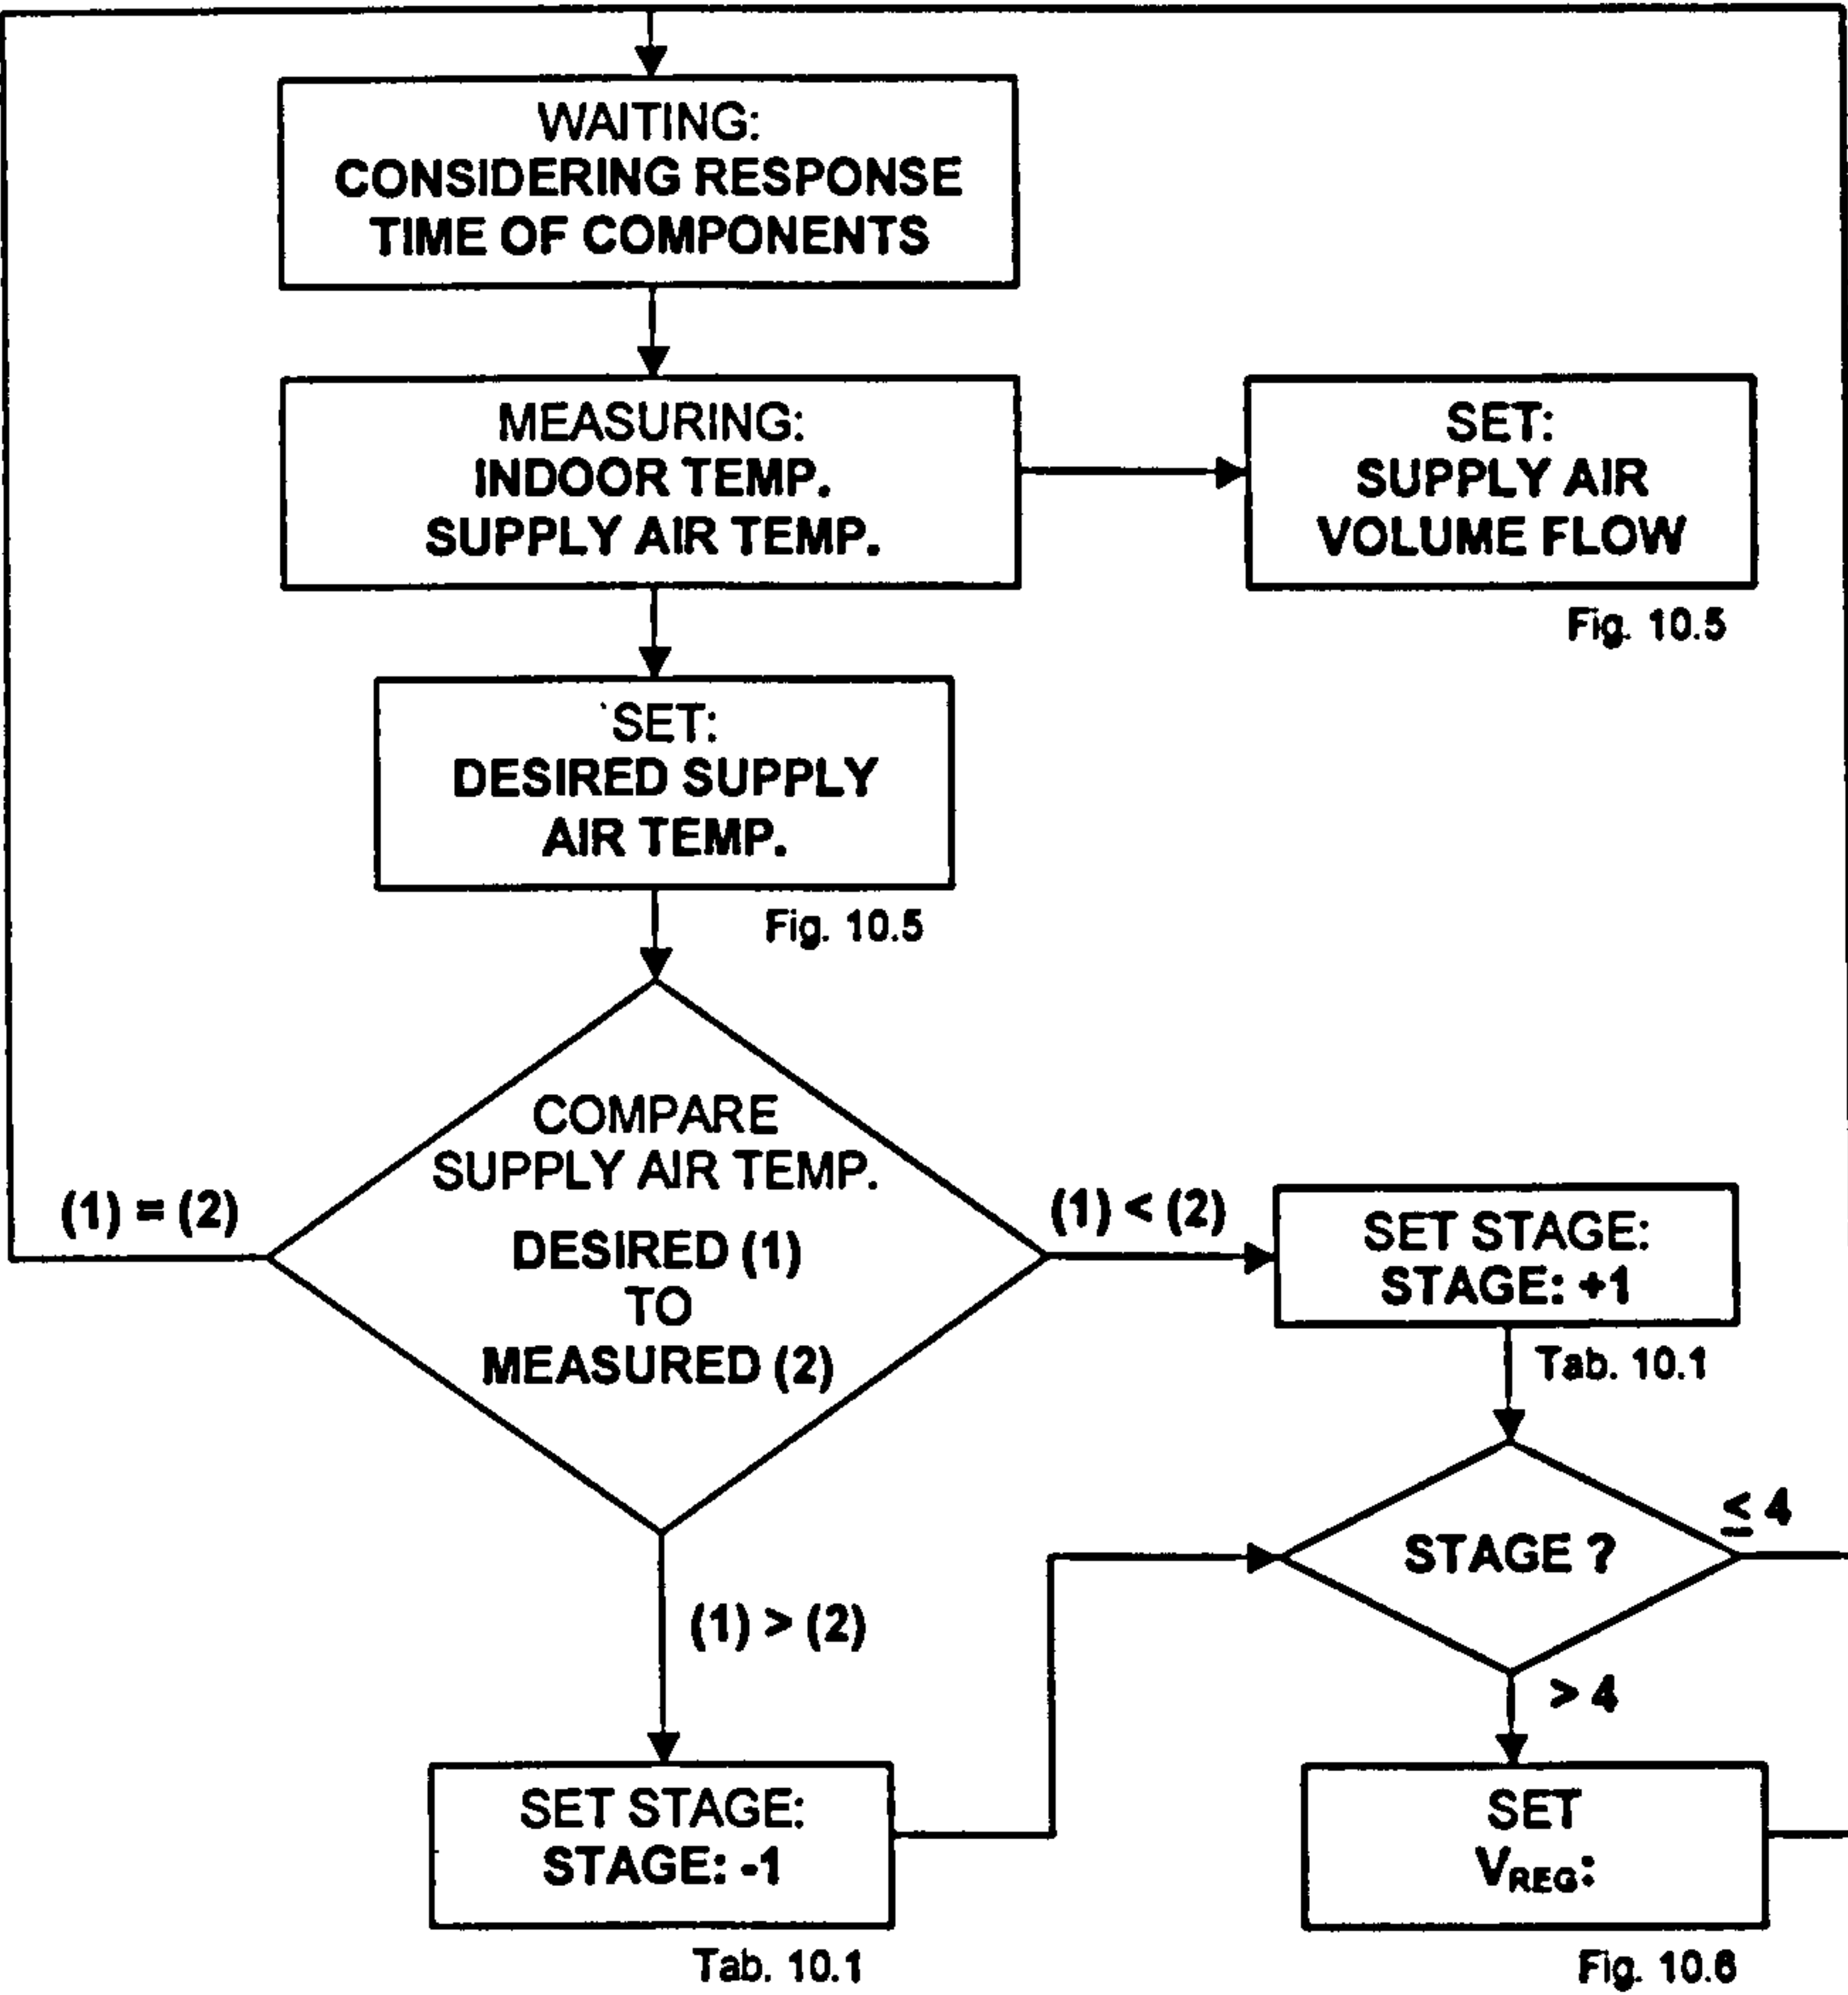 WAITING:
CONSIDERING RESPONSE
TIME OF COMPONENTS
MEASURING:
INDOOR TEMP.
SUPPLY AIR TEMP.
SET:
SUPPLY AIR
VOLUME FLOW
Fig. 10.5
SET:
DESIRED SUPPLY
AIR TEMP.
Fig. 10.5
COMPARE
SUPPLY AIR TEMP.
DESIRED (1)
TO
MEASURED (2)
(1) = (2)
(1) < (2)
SET STAGE:
STAGE: +1
Tab. 10.1
STAGE ?
≤ 4
> 4
(1) > (2)
SET STAGE:
STAGE: -1
Tab. 10.1
SET
VREG:
Fig. 10.6